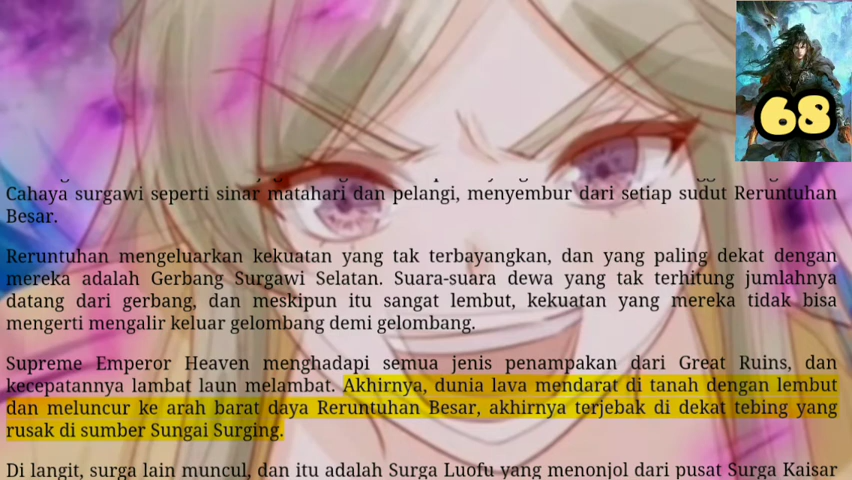 68
Cahaya surgawi seperti sinar matahari dan pelangi, menyembur dari setiap sudut Reruntuhan
Besar.
Reruntuhan mengeluarkan kekuatan yang tak terbayangkan, dan yang paling dekat dengan
mereka adalah Gerbang Surgawi Selatan. Suara-suara dewa yang tak terhitung jumlahnya
datang dari gerbang, dan meskipun itu sangat lembut, kekuatan yang mereka tidak bisa
mengerti mengalir keluar gelombang demi gelombang.
Supreme Emperor Heaven menghadapi semua jenis penampakan dari Great Ruins, dan
kecepatannya lambat laun melambat. Akhirnya, dunia lava mendarat di tanah dengan lembut
dan meluncur ke arah barat daya Reruntuhan Besar, akhirnya terjebak di dekat tebing yang
rusak di sumber Sungai Surging.
Di langit, surga lain muncul, dan itu adalah Surga Luofu yang menonjol dari pusat Surga Kaisar